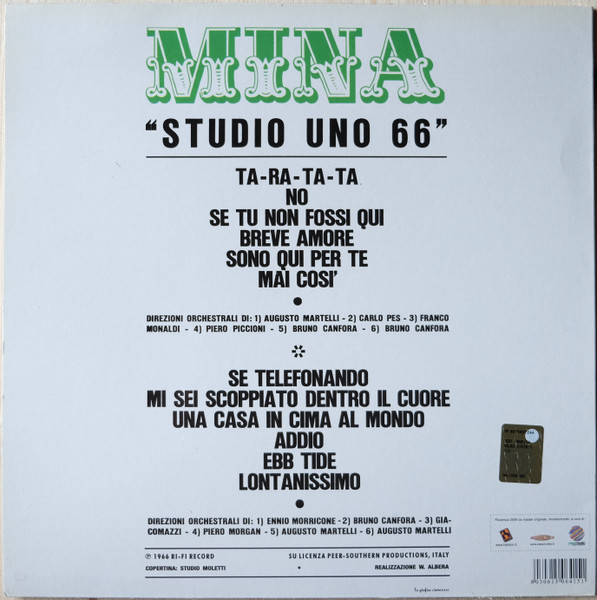 MINA
“STUDIO UNO 66”
TA-RA-TA-TA
NO
SE TU NON FOSSI QUI
BREVE AMORE
SONO QUI PER TE
MAI COSI’
DIREZIONI ORCHESTRALI DI: 1) AUGUSTO MARTELLI - 2) CARLO PES - 3) FRANCO
MONALDI - 4) PIERO PICCIONI - 5) BRUNO CANFORA - 6) BRUNO CANFORA
SE TELEFONANDO
MI SEI SCOPPIATO DENTRO IL CUORE
UNA CASA IN CIMA AL MONDO
ADDIO
EBB TIDE
LONTANISSIMO
DIREZIONI ORCHESTRALI DI: 1) ENNIO MORRICONE - 2) BRUNO CANFORA - 3) GIA-
COMAZZI - 4) PIERO MORGAN - 5) AUGUSTO MARTELLI - 6) AUGUSTO MARTELLI
℗ 1966 RI-FI RECORD
SU LICENZA PEER-SOUTHERN PRODUCTIONS, ITALY
COPERTINA: STUDIO MOLETTI
REALIZZAZIONE W. ALBERA